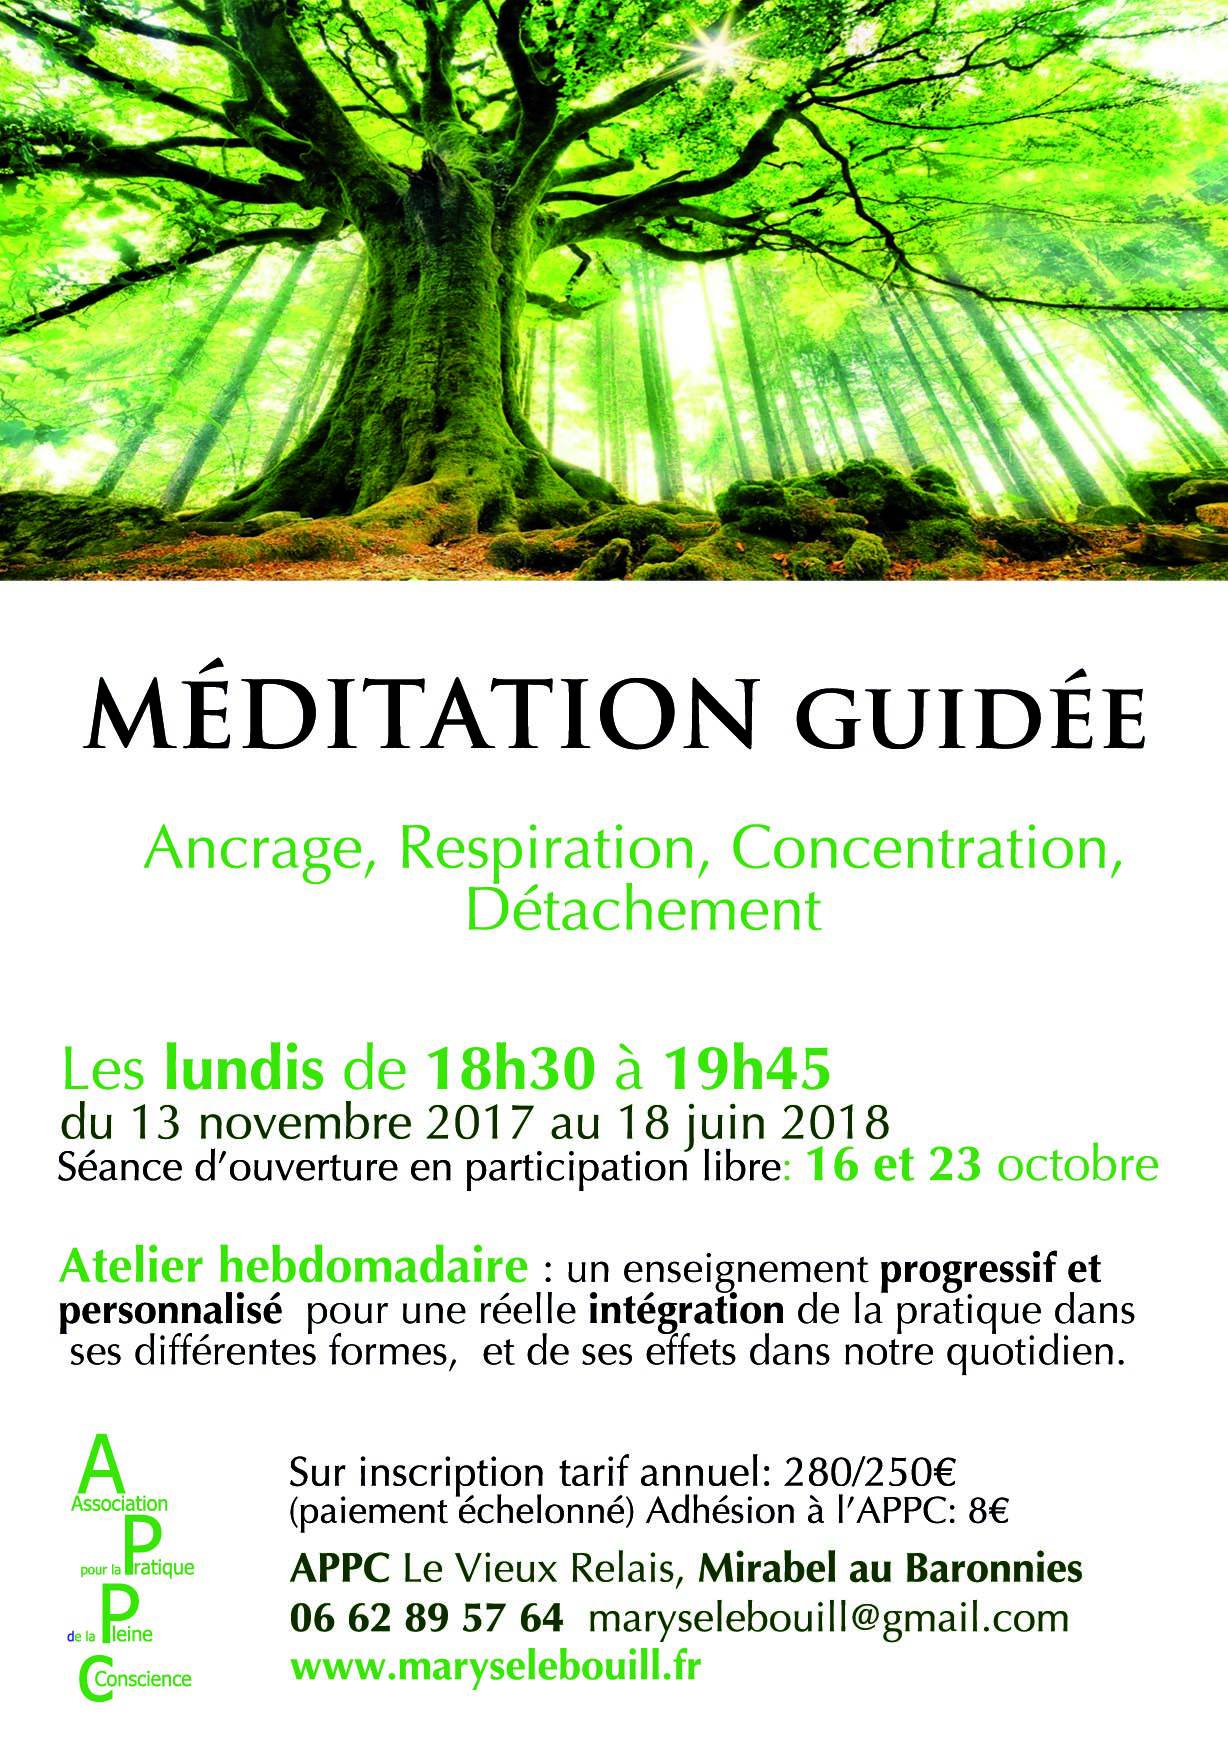 MÉDITATION GUIDÉE
Ancrage, Respiration, Concentration,
Détachement
Les lundis de 18h30 à 19h45
du 13 novembre 2017 au 18 juin 2018
Séance d’ouverture en participation libre: 16 et 23 octobre
Atelier hebdomadaire : un enseignement progressif et
personnalisé pour une réelle intégration de la pratique dans
ses différentes formes, et de ses effets dans notre quotidien.
A
Association
pour la Pratique
de la Pleine
Conscience
Sur inscription tarif annuel: 280/250€
(paiement échelonné) Adhésion à l’APPC: 8€
APPC Le Vieux Relais, Mirabel au Baronnies
06 62 89 57 64 maryselebouill@gmail.com
www.maryselebouill.fr